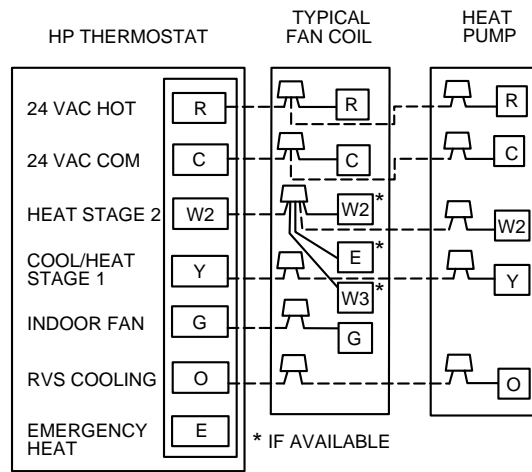 HP THERMOSTAT
TYPICAL
FAN COIL
HEAT
PUMP
24 VAC HOT R R R
24 VAC COM C C C
HEAT STAGE 2 W2 W2* W2
E*
COOL/HEAT
STAGE 1 Y W3* Y
INDOOR FAN G G
RVS COOLING O O
EMERGENCY
HEAT E
* IF AVAILABLE